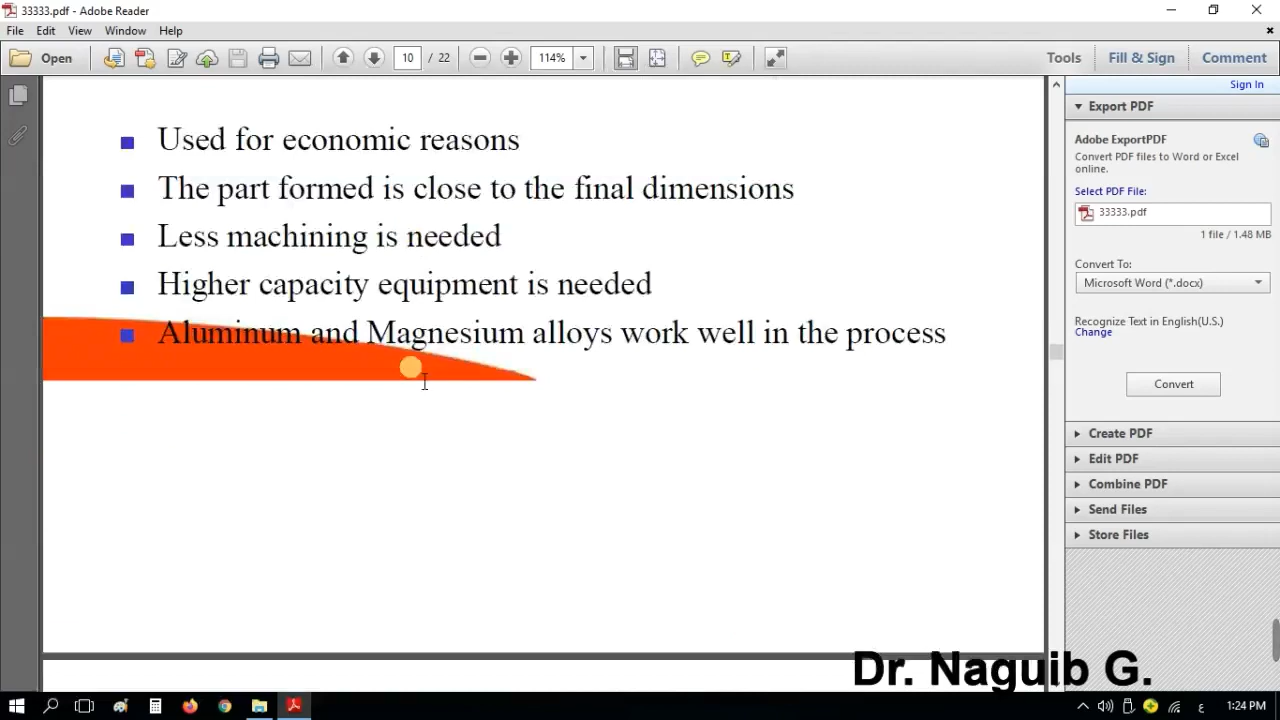 33333.pdf - Adobe Reader
File Edit View Window Help
Open 10 / 22 114% Tools Fill & Sign Comment
Sign In
Export PDF
Adobe ExportPDF
Convert PDF files to Word or Excel
online.
Select PDF File:
33333.pdf
1 file / 1.48 MB
Convert To:
Microsoft Word (*.docx)
Recognize Text in English(U.S.)
Change
Convert
Create PDF
Edit PDF
Combine PDF
Send Files
Store Files
Used for economic reasons
The part formed is close to the final dimensions
Less machining is needed
Higher capacity equipment is needed
Aluminum and Magnesium alloys work well in the process
Dr. Naguib G.
ع 1:24 PM